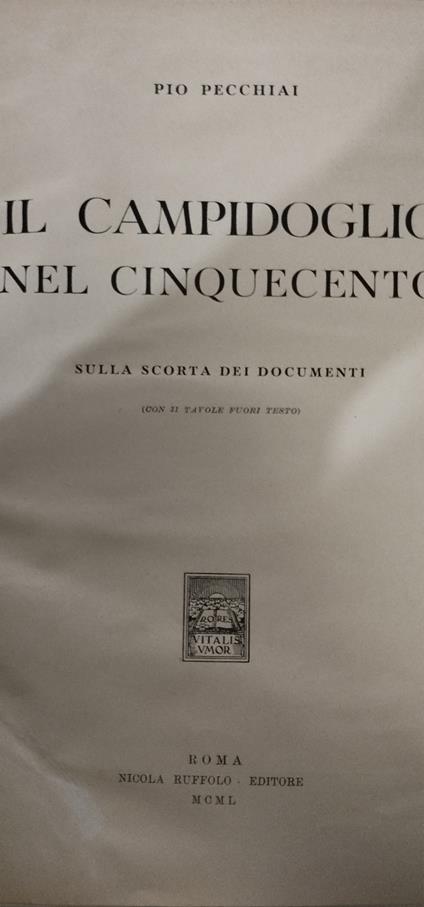 PIO PECCHIAI
IL CAMPIDOGLIO
NEL CINQUECENTO
SULLA SCORTA DEI DOCUMENTI
(CON 31 TAVOLE FUORI TESTO)
VITALIS
VMOR
ROMA
NICOLA RUFFOLO - EDITORE
MCML